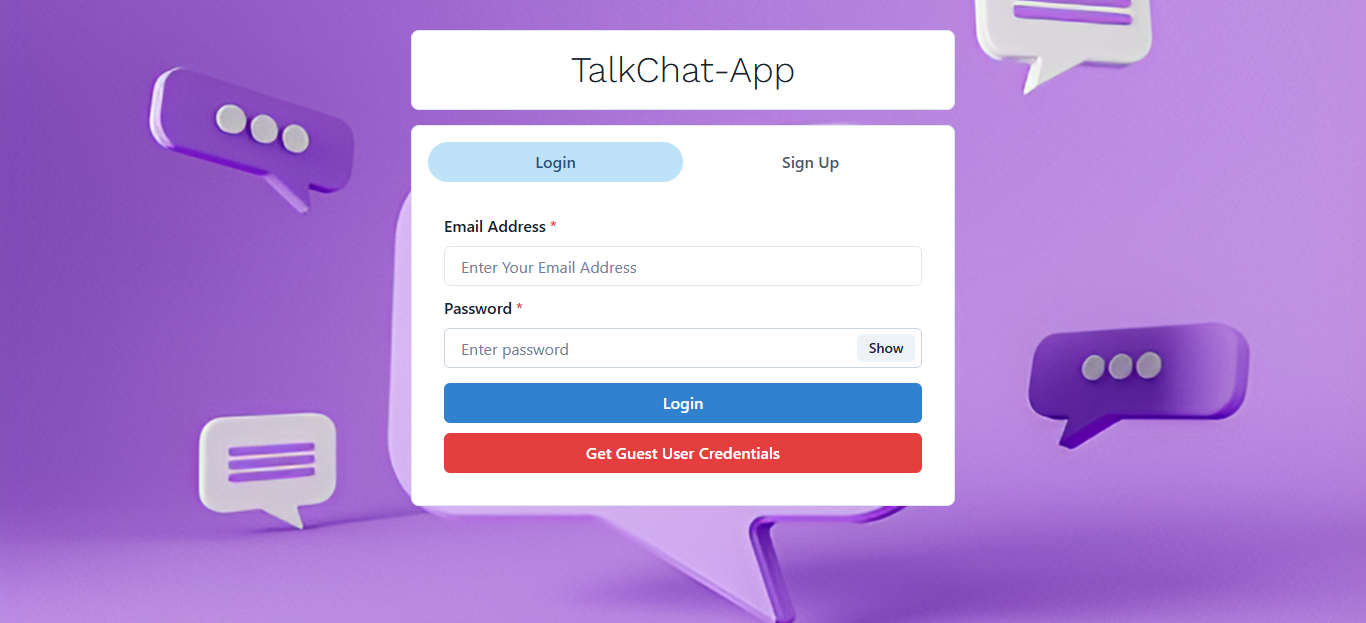 TalkChat-App
Login Sign Up
Email Address *
Enter Your Email Address
Password *
Enter password Show
Login
Get Guest User Credentials